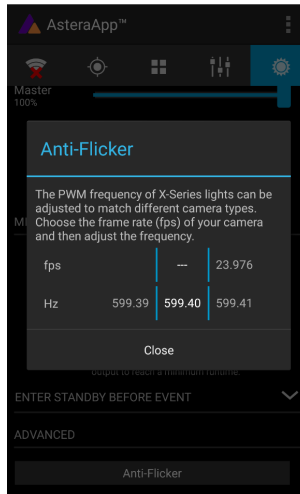 AsteraApp™
Master
100%
Anti-Flicker
The PWM frequency of X-Series lights can be
adjusted to match different camera types.
Choose the frame rate (fps) of your camera
and then adjust the frequency.
fps --- 23.976
Hz 599.39 599.40 599.41
Close
output to reach a minimum runtime.
ENTER STANDBY BEFORE EVENT
ADVANCED
Anti-Flicker